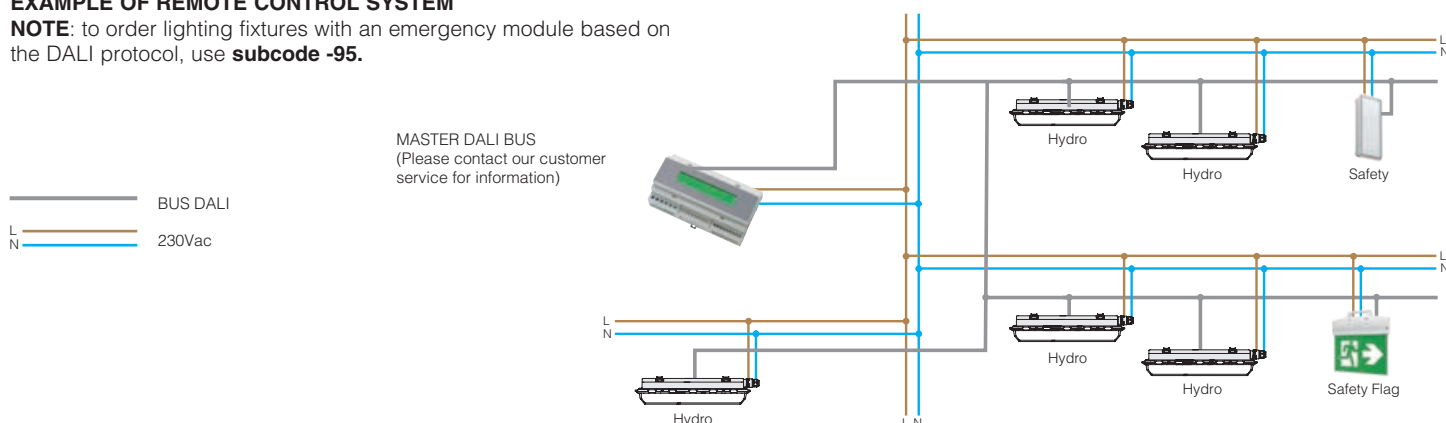 EXAMPLE OF REMOTE CONTROL SYSTEM
NOTE: to order lighting fixtures with an emergency module based on
the DALI protocol, use subcode -95.
L
N
MASTER DALI BUS
(Please contact our customer
service for information)
Hydro
Hydro
Safety
BUS DALI
L
N
230Vac
L
N
L
N
Hydro
Hydro
Safety Flag
Hydro
L N